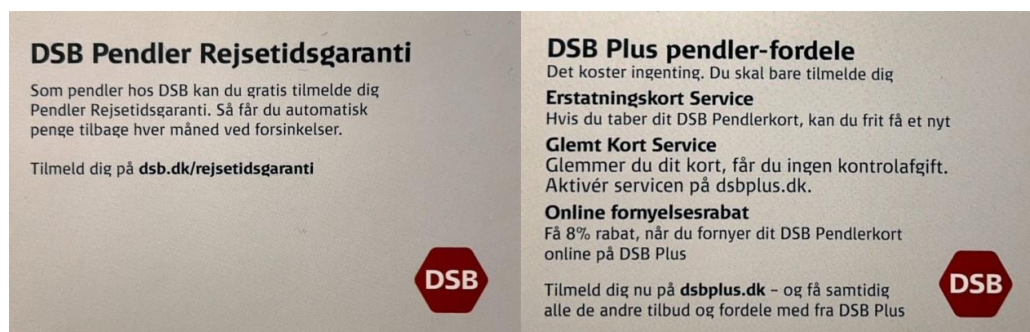 DSB Pendler Rejsetidsgaranti
Som pendler hos DSB kan du gratis tilmelde dig
Pendler Rejsetidsgaranti. Så får du automatisk
penge tilbage hver måned ved forsinkelser.
Tilmeld dig på dsb.dk/rejsetidsgaranti
DSB
DSB Plus pendler-fordele
Det koster ingenting. Du skal bare tilmelde dig
Erstatningskort Service
Hvis du taber dit DSB Pendlerkort, kan du frit få et nyt
Glemt Kort Service
Glemmer du dit kort, får du ingen kontrolafgift.
Aktivér servicen på dsbplus.dk.
Online fornyelsesrabat
Få 8% rabat, når du fornyer dit DSB Pendlerkort
online på DSB Plus
Tilmeld dig nu på dsbplus.dk – og få samtidig
alle de andre tilbud og fordele med fra DSB Plus
DSB